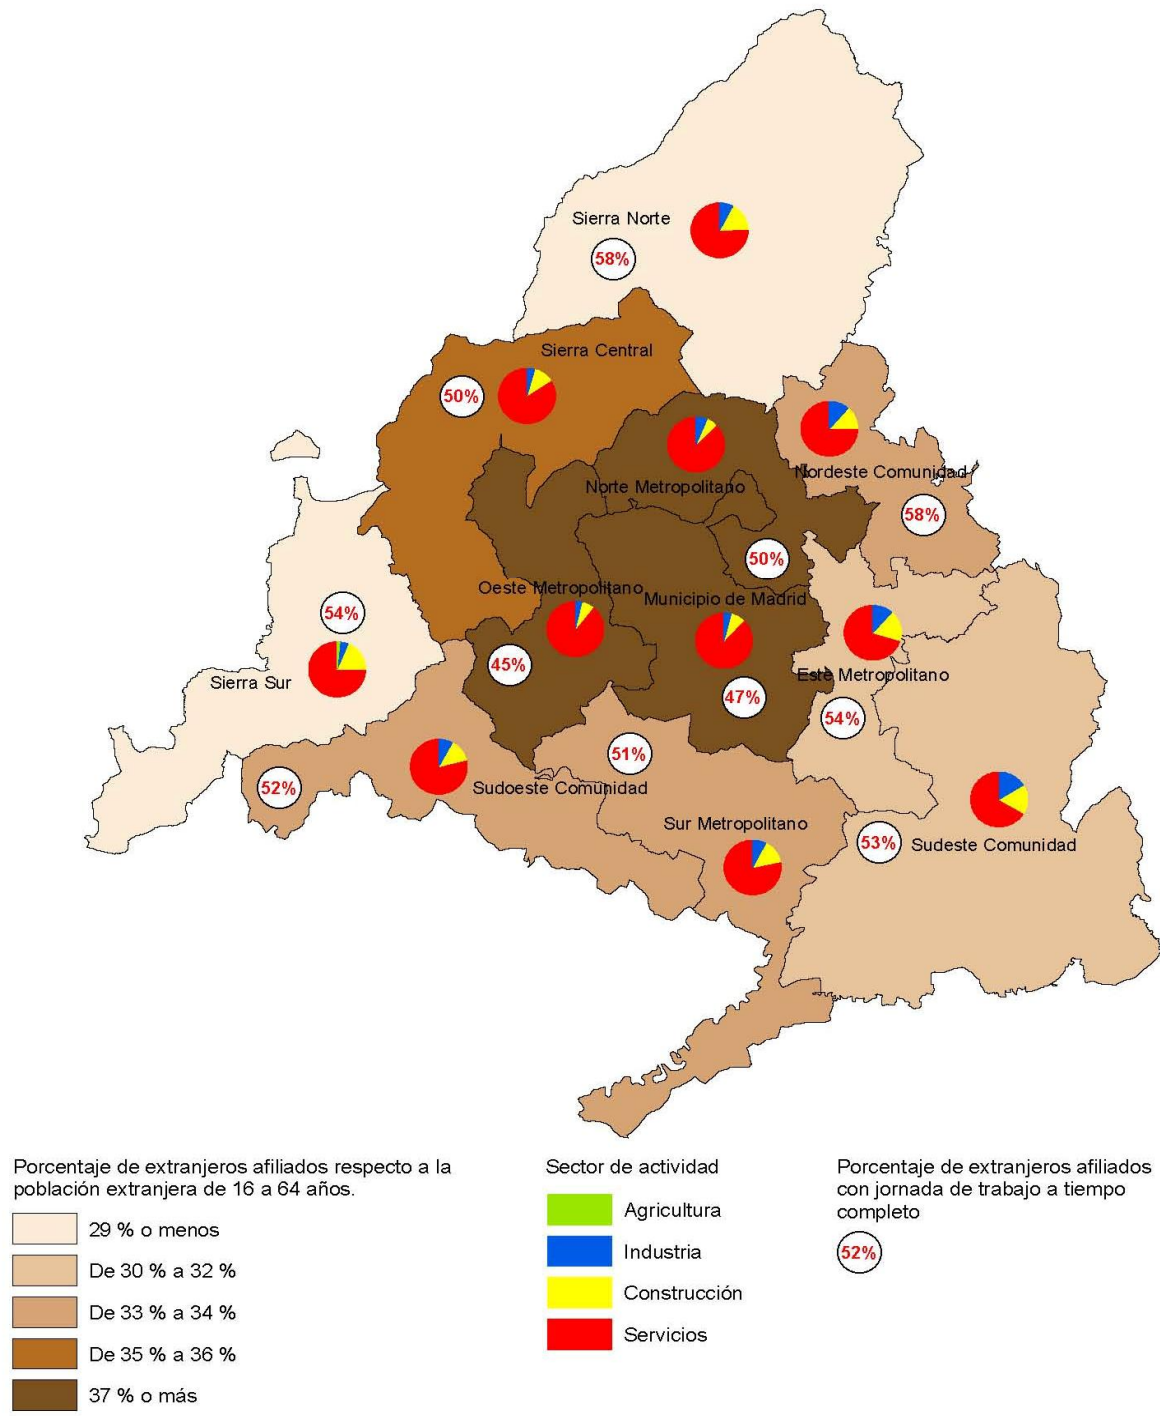 Sierra Norte
58%
Sierra Central
50%
Nordeste Comunidad
Norte Metropolitano
58%
50%
Oeste Metropolitano
Municipio de Madrid
54%
45%
Este Metropolitano
Sierra Sur
47%
54%
51%
52%
Sudoeste Comunidad
Sur Metropolitano
53%
Sudeste Comunidad
Porcentaje de extranjeros afiliados respecto a la
población extranjera de 16 a 64 años.
29 % o menos
De 30 % a 32 %
De 33 % a 34 %
De 35 % a 36 %
37 % o más
Sector de actividad
Agricultura
Industria
Construcción
Servicios
Porcentaje de extranjeros afiliados
con jornada de trabajo a tiempo
completo
52%